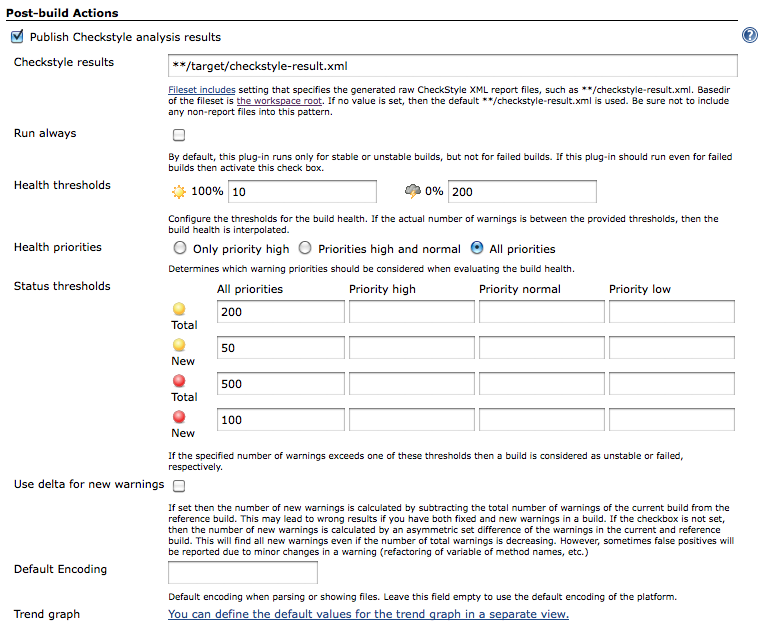 Post-build Actions
Publish Checkstyle analysis results
Checkstyle results
**/target/checkstyle-result.xml
Fileset includes setting that specifies the generated raw CheckStyle XML report files, such as **/checkstyle-result.xml. Basedir
of the fileset is the workspace root. If no value is set, then the default **/checkstyle-result.xml is used. Be sure not to include
any non-report files into this pattern.
Run always
By default, this plug-in runs only for stable or unstable builds, but not for failed builds. If this plug-in should run even for failed
builds then activate this check box.
Health thresholds
100% 10 0% 200
Configure the thresholds for the build health. If the actual number of warnings is between the provided thresholds, then the
build health is interpolated.
Health priorities
Only priority high Priorities high and normal All priorities
Determines which warning priorities should be considered when evaluating the build health.
Status thresholds
All priorities Priority high Priority normal Priority low
200
Total
50
New
500
Total
100
New
If the specified number of warnings exceeds one of these thresholds then a build is considered as unstable or failed,
respectively.
Use delta for new warnings
If set then the number of new warnings is calculated by subtracting the total number of warnings of the current build from the
reference build. This may lead to wrong results if you have both fixed and new warnings in a build. If the checkbox is not set,
then the number of new warnings is calculated by an asymmetric set difference of the warnings in the current and reference
build. This will find all new warnings even if the number of total warnings is decreasing. However, sometimes false positives will
be reported due to minor changes in a warning (refactoring of variable of method names, etc.)
Default Encoding
Default encoding when parsing or showing files. Leave this field empty to use the default encoding of the platform.
Trend graph
You can define the default values for the trend graph in a separate view.